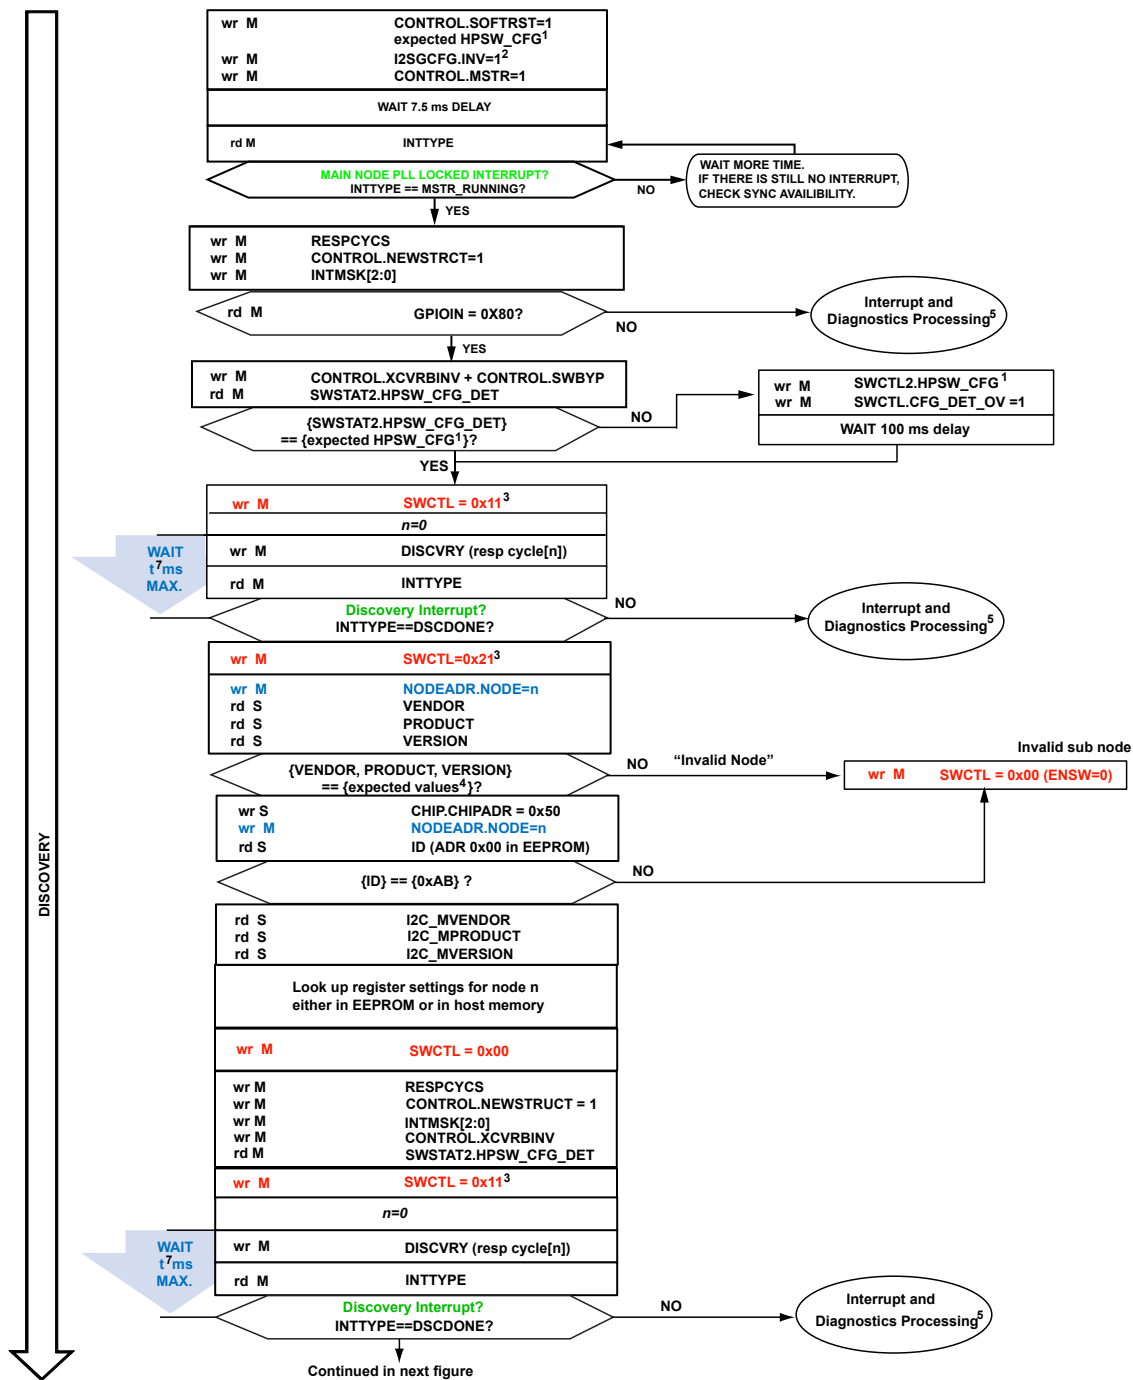 wr M CONTROL.SOFTRST=1
expected HPSW_CFG1
wr M I2SGCFG.INV=12
wr M CONTROL.MSTR=1
WAIT 7.5 ms DELAY
rd M INTTYPE
MAIN NODE PLL LOCKED INTERRUPT?
INTTYPE == MSTR_RUNNING?
NO
WAIT MORE TIME.
IF THERE IS STILL NO INTERRUPT,
CHECK SYNC AVAILIBILITY.
YES
wr M RESPCYCS
wr M CONTROL.NEWSTRCT=1
wr M INTMSK[2:0]
rd M GPIOIN = 0X80?
NO
Interrupt and
Diagnostics Processing5
YES
wr M CONTROL.XCVRBINV + CONTROL.SWBYP
rd M SWSTAT2.HPSW_CFG_DET
{SWSTAT2.HPSW_CFG_DET}
== {expected HPSW_CFG1}?
NO
wr M SWCTL2.HPSW_CFG1
wr M SWCTL.CFG_DET_OV =1
WAIT 100 ms delay
YES
wr M SWCTL = 0x113
n=0
WAIT
t7ms
MAX.
wr M DISCVRY (resp cycle[n])
rd M INTTYPE
Discovery Interrupt?
INTTYPE==DSCDONE?
NO
Interrupt and
Diagnostics Processing5
wr M SWCTL=0x213
wr M NODEADR.NODE=n
rd S VENDOR
rd S PRODUCT
rd S VERSION
{VENDOR, PRODUCT, VERSION}
== {expected values4}?
NO
“Invalid Node”
Invalid sub node
wr M SWCTL = 0x00 (ENSW=0)
wr S CHIP.CHIPADR = 0x50
wr M NODEADR.NODE=n
rd S ID (ADR 0x00 in EEPROM)
{ID} == {0xAB} ?
NO
DISCOVERY
rd S I2C_MVENDOR
rd S I2C_MPRODUCT
rd S I2C_MVERSION
Look up register settings for node n
either in EEPROM or in host memory
wr M SWCTL = 0x00
wr M RESPCYCS
wr M CONTROL.NEWSTRUCT = 1
wr M INTMSK[2:0]
wr M CONTROL.XCVRBINV
rd M SWSTAT2.HPSW_CFG_DET
wr M SWCTL = 0x113
n=0
WAIT
t7ms
MAX.
wr M DISCVRY (resp cycle[n])
rd M INTTYPE
Discovery Interrupt?
INTTYPE==DSCDONE?
NO
Interrupt and
Diagnostics Processing5
Continued in next figure